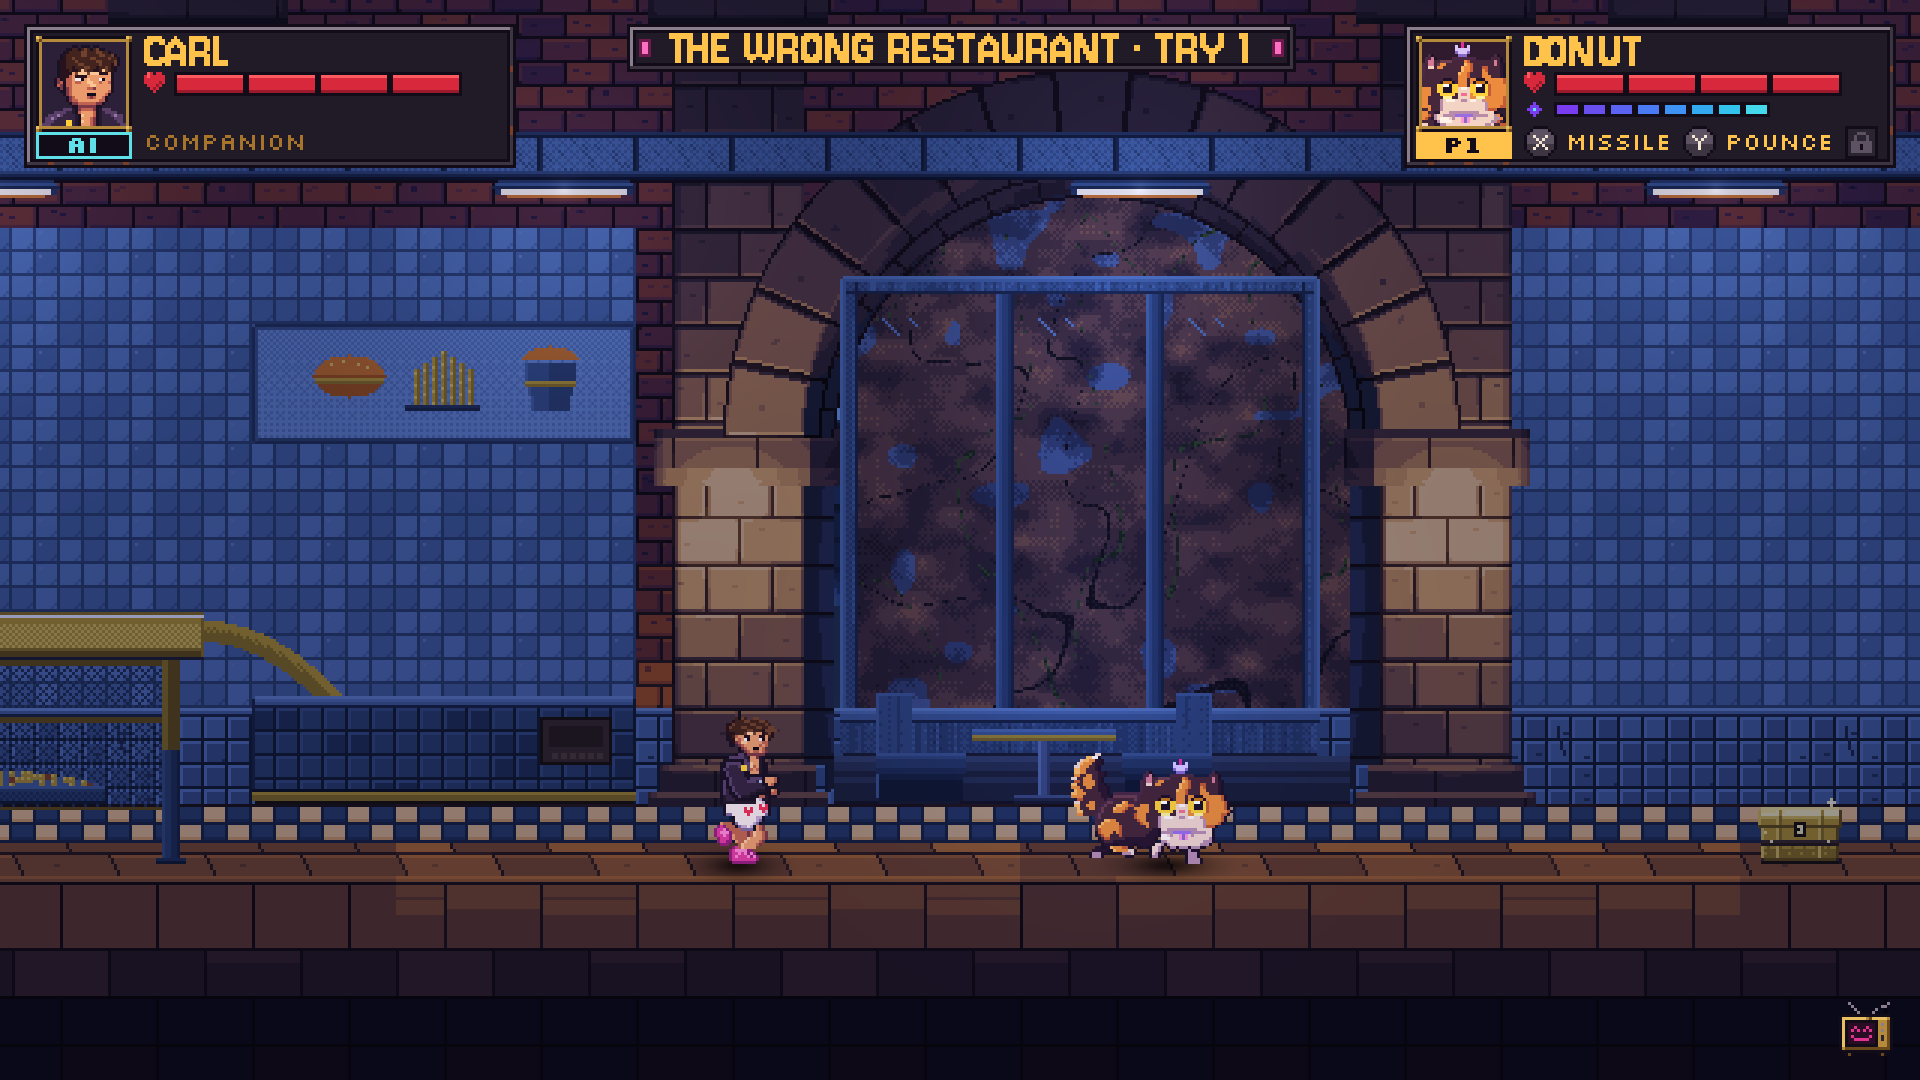 CARL
AI
COMPANION
THE WRONG RESTAURANT · TRY 1
DONUT
P1
X MISSILE Y POUNCE